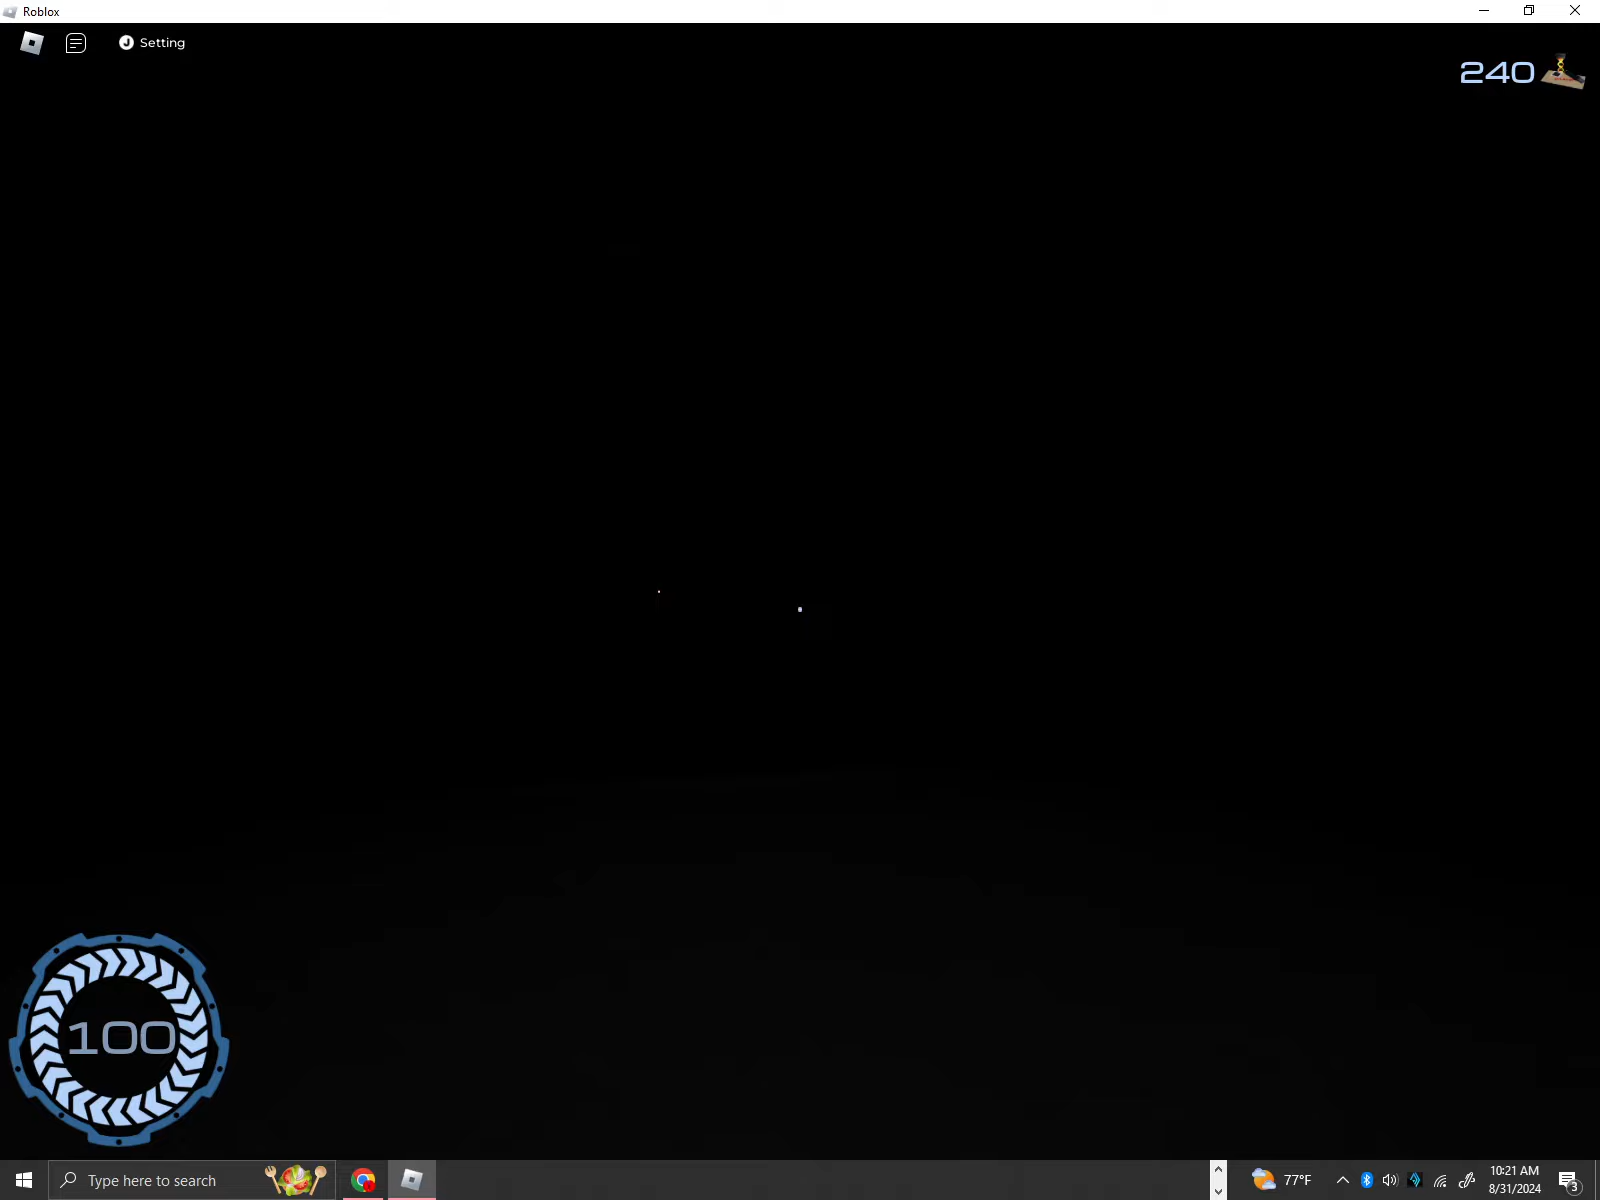 Roblox
J Setting
240
100
Type here to search
77°F
10:21 AM
8/31/2024
3